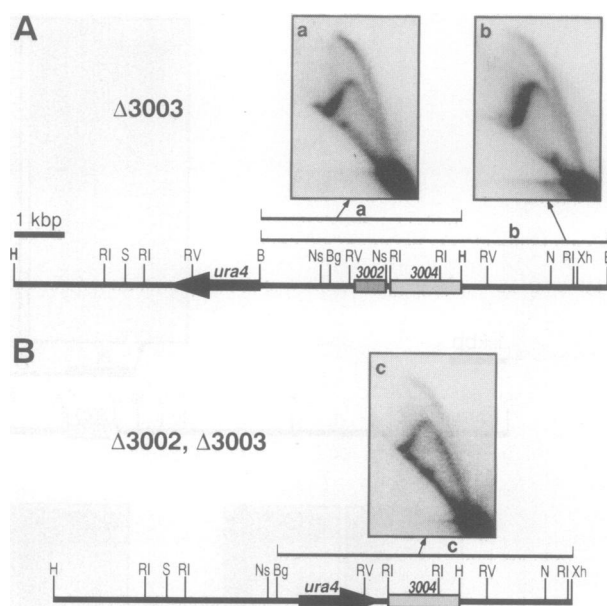 A
a
b
Δ3003
1 kbp
a
b
H RI S RI RV ura4 B Ns Bg RV 3002 Ns RI 3004 RI H RV N RI Xh
B
c
Δ3002, Δ3003
c
H RI S RI Ns Bg ura4 RV RI 3004 H RV N RI Xh